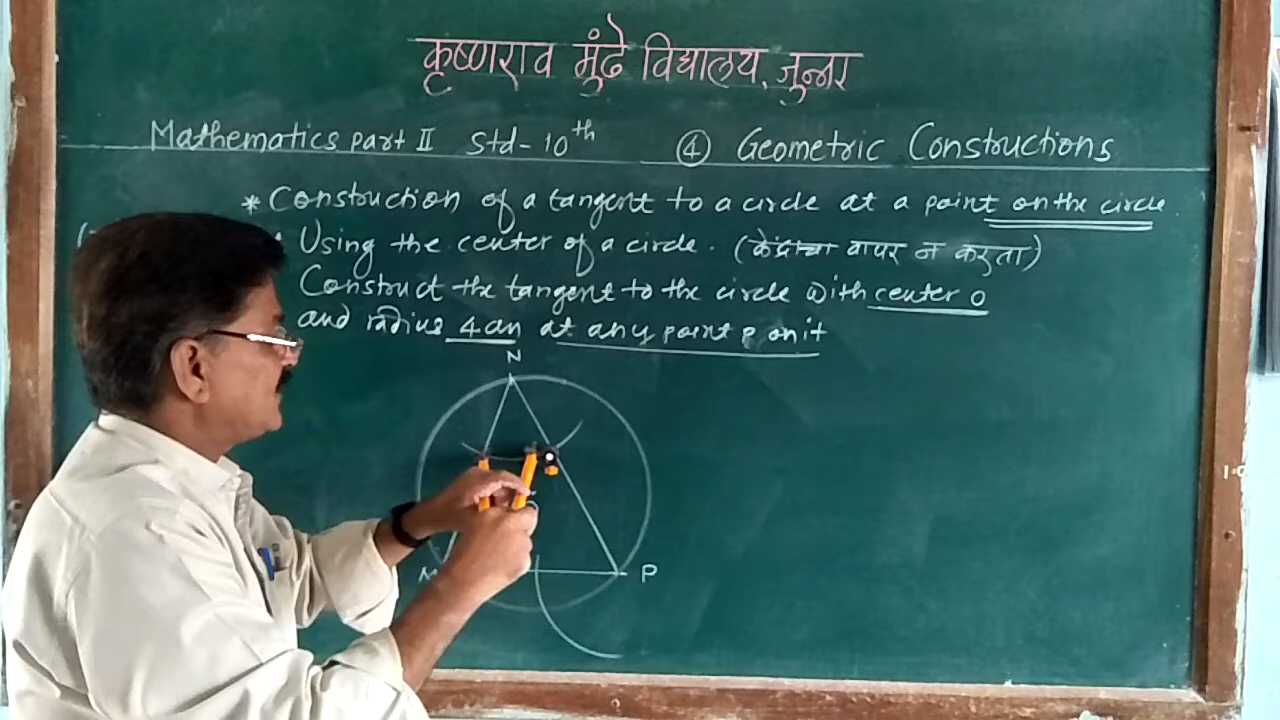 कृष्णराव मुंढे विद्यालय, जुन्नर
Mathematics part II Std - 10th ④ Geometric Constructions
* Construction of a tangent to a circle at a point on the circle.
Using the center of a circle. (केंद्राचा वापर न करता)
Construct the tangent to the circle with center O
and radius 4 cm at any point P on it
N
M
P